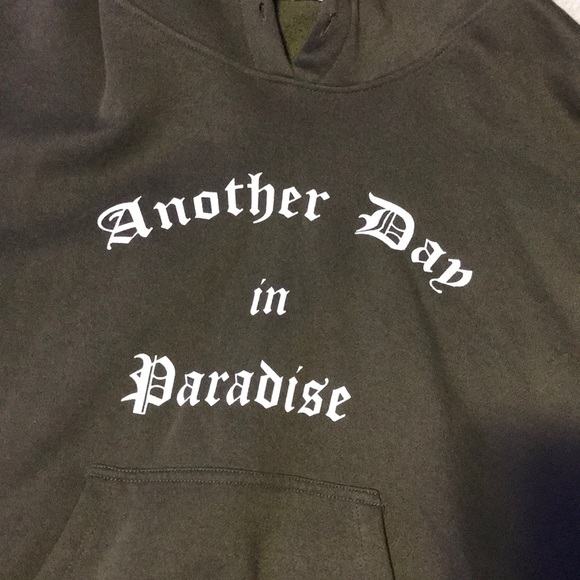 Another Day
in
Paradise